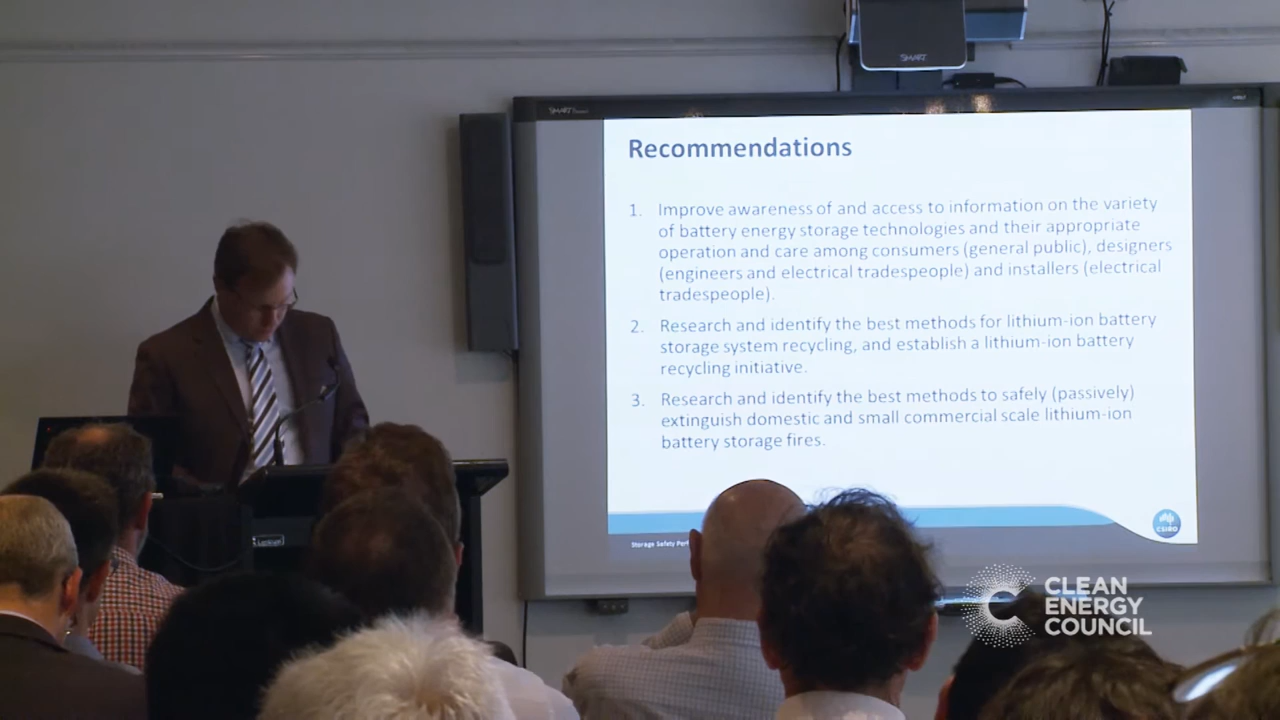 SMART
SMART
Recommendations
1. Improve awareness of and access to information on the variety
of battery energy storage technologies and their appropriate
operation and care among consumers (general public), designers
(engineers and electrical tradespeople) and installers (electrical
tradespeople).
2. Research and identify the best methods for lithium-ion battery
storage system recycling, and establish a lithium-ion battery
recycling initiative.
3. Research and identify the best methods to safely (passively)
extinguish domestic and small commercial scale lithium-ion
battery storage fires.
CSIRO
Storage Safety
CLEAN
ENERGY
COUNCIL